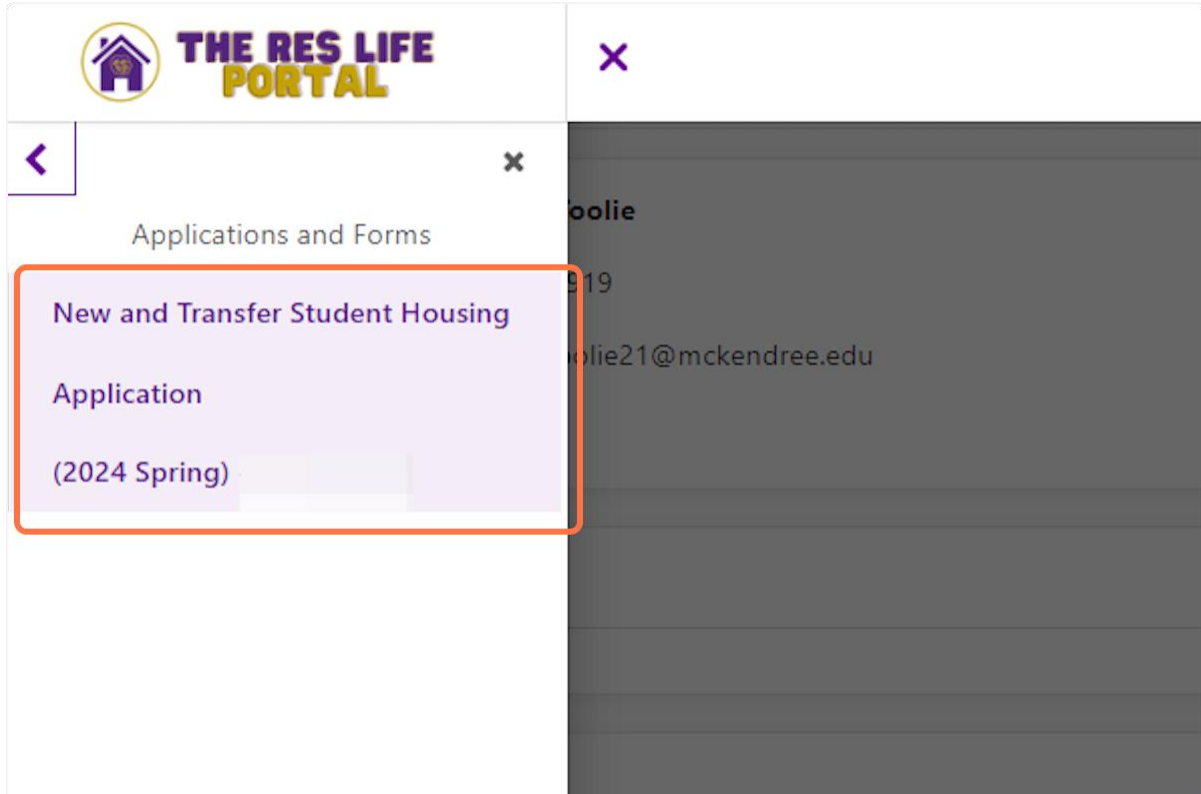 THE RES LIFE
PORTAL
Applications and Forms
New and Transfer Student Housing
Application
(2024 Spring)
oolie
919
oolie21@mckendree.edu